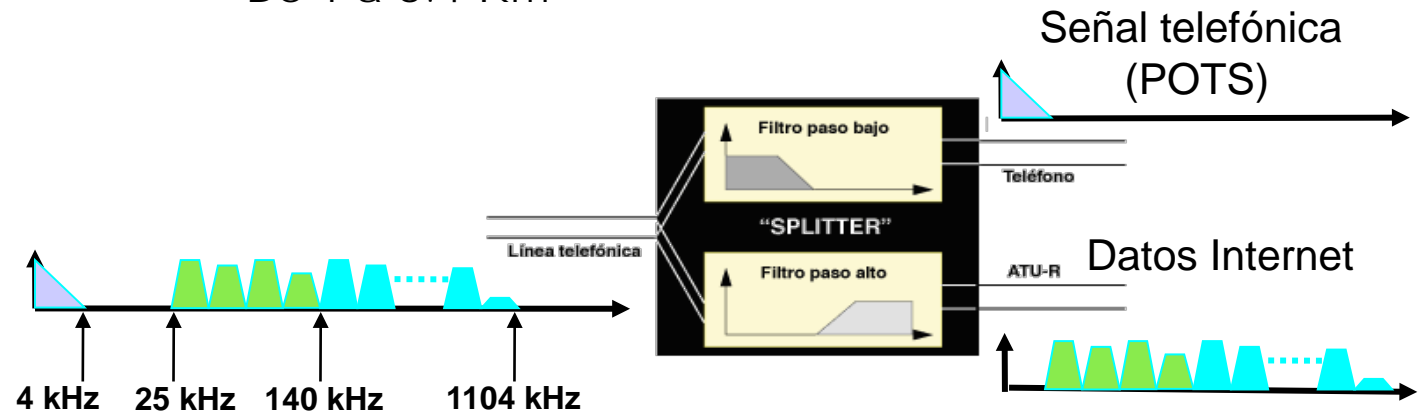 Señal telefónica
(POTS)
Filtro paso bajo
Teléfono
“SPLITTER”
Línea telefónica
Filtro paso alto
ATU-R
Datos Internet
4 kHz 25 kHz 140 kHz 1104 kHz